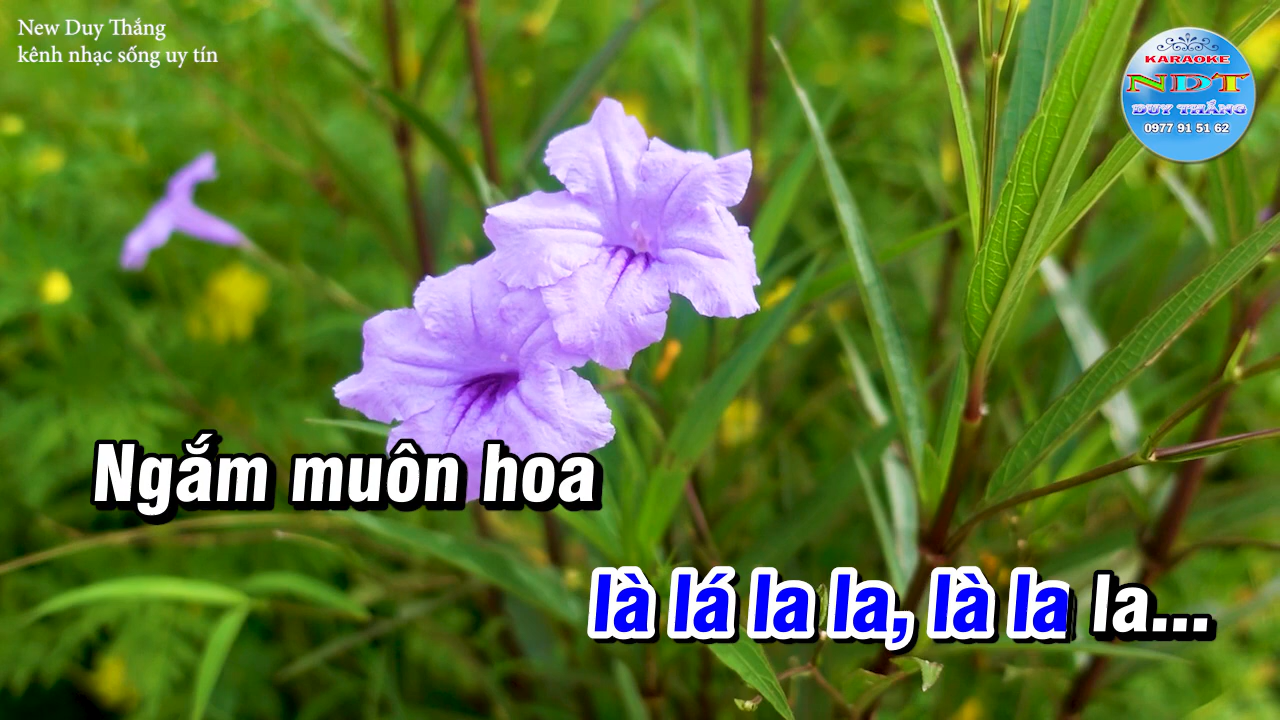 New Duy Thắng
kênh nhạc sống uy tín
KARAOKE
NDT
DUY THẮNG
0977 91 51 62
Ngắm muôn hoa
là lá la la, là la la...